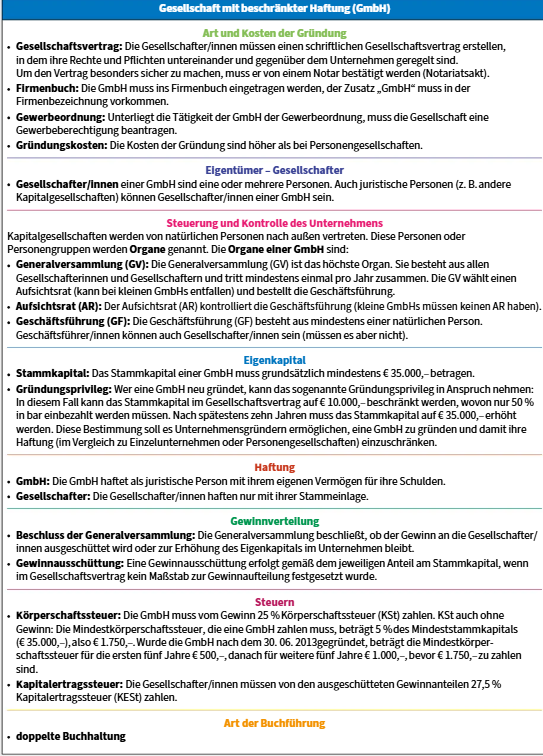 Gesellschaft mit beschränkter Haftung (GmbH)
Art und Kosten der Gründung
• Gesellschaftsvertrag: Die Gesellschafter/innen müssen einen schriftlichen Gesellschaftsvertrag erstellen,
in dem ihre Rechte und Pflichten untereinander und gegenüber dem Unternehmen geregelt sind.
Um den Vertrag besonders sicher zu machen, muss er von einem Notar bestätigt werden (Notariatsakt).
• Firmenbuch: Die GmbH muss ins Firmenbuch eingetragen werden, der Zusatz „GmbH“ muss in der
Firmenbezeichnung vorkommen.
• Gewerbeordnung: Unterliegt die Tätigkeit der GmbH der Gewerbeordnung, muss die Gesellschaft eine
Gewerbeberechtigung beantragen.
• Gründungskosten: Die Kosten der Gründung sind höher als bei Personengesellschaften.
Eigentümer – Gesellschafter
• Gesellschafter/innen einer GmbH sind eine oder mehrere Personen. Auch juristische Personen (z. B. andere
Kapitalgesellschaften) können Gesellschafter/innen einer GmbH sein.
Steuerung und Kontrolle des Unternehmens
Kapitalgesellschaften werden von natürlichen Personen nach außen vertreten. Diese Personen oder
Personengruppen werden Organe genannt. Die Organe einer GmbH sind:
• Generalversammlung (GV): Die Generalversammlung (GV) ist das höchste Organ. Sie besteht aus allen
Gesellschafterinnen und Gesellschaftern und tritt mindestens einmal pro Jahr zusammen. Die GV wählt einen
Aufsichtsrat (kann bei kleinen GmbHs entfallen) und bestellt die Geschäftsführung.
• Aufsichtsrat (AR): Der Aufsichtsrat (AR) kontrolliert die Geschäftsführung (kleine GmbHs müssen keinen AR haben).
• Geschäftsführung (GF): Die Geschäftsführung (GF) besteht aus mindestens einer natürlichen Person.
Geschäftsführer/innen können auch Gesellschafter/innen sein (müssen es aber nicht).
Eigenkapital
• Stammkapital: Das Stammkapital einer GmbH muss grundsätzlich mindestens € 35.000,– betragen.
• Gründungsprivileg: Wer eine GmbH neu gründet, kann das sogenannte Gründungsprivileg in Anspruch nehmen:
In diesem Fall kann das Stammkapital im Gesellschaftsvertrag auf € 10.000,– beschränkt werden, wovon nur 50 %
in bar einbezahlt werden müssen. Nach spätestens zehn Jahren muss das Stammkapital auf € 35.000,– erhöht
werden. Diese Bestimmung soll es Unternehmensgründern ermöglichen, eine GmbH zu gründen und damit ihre
Haftung (im Vergleich zu Einzelunternehmen oder Personengesellschaften) einzuschränken.
Haftung
• GmbH: Die GmbH haftet als juristische Person mit ihrem eigenen Vermögen für ihre Schulden.
• Gesellschafter: Die Gesellschafter/innen haften nur mit ihrer Stammeinlage.
Gewinnverteilung
• Beschluss der Generalversammlung: Die Generalversammlung beschließt, ob der Gewinn an die Gesellschafter/
innen ausgeschüttet wird oder zur Erhöhung des Eigenkapitals im Unternehmen bleibt.
• Gewinnausschüttung: Eine Gewinnausschüttung erfolgt gemäß dem jeweiligen Anteil am Stammkapital, wenn
im Gesellschaftsvertrag kein Maßstab zur Gewinnaufteilung festgesetzt wurde.
Steuern
• Körperschaftssteuer: Die GmbH muss vom Gewinn 25 % Körperschaftssteuer (KSt) zahlen. KSt auch ohne
Gewinn: Die Mindestkörperschaftssteuer, die eine GmbH zahlen muss, beträgt 5 % des Mindeststammkapitals
(€ 35.000,–), also € 1.750,–. Wurde die GmbH nach dem 30. 06. 2013gegründet, beträgt die Mindestkörper-
schaftssteuer für die ersten fünf Jahre € 500,–, danach für weitere fünf Jahre € 1.000,–, bevor € 1.750,– zu zahlen
sind.
• Kapitalertragssteuer: Die Gesellschafter/innen müssen von den ausgeschütteten Gewinnanteilen 27,5 %
Kapitalertragssteuer (KESt) zahlen.
Art der Buchführung
• doppelte Buchhaltung